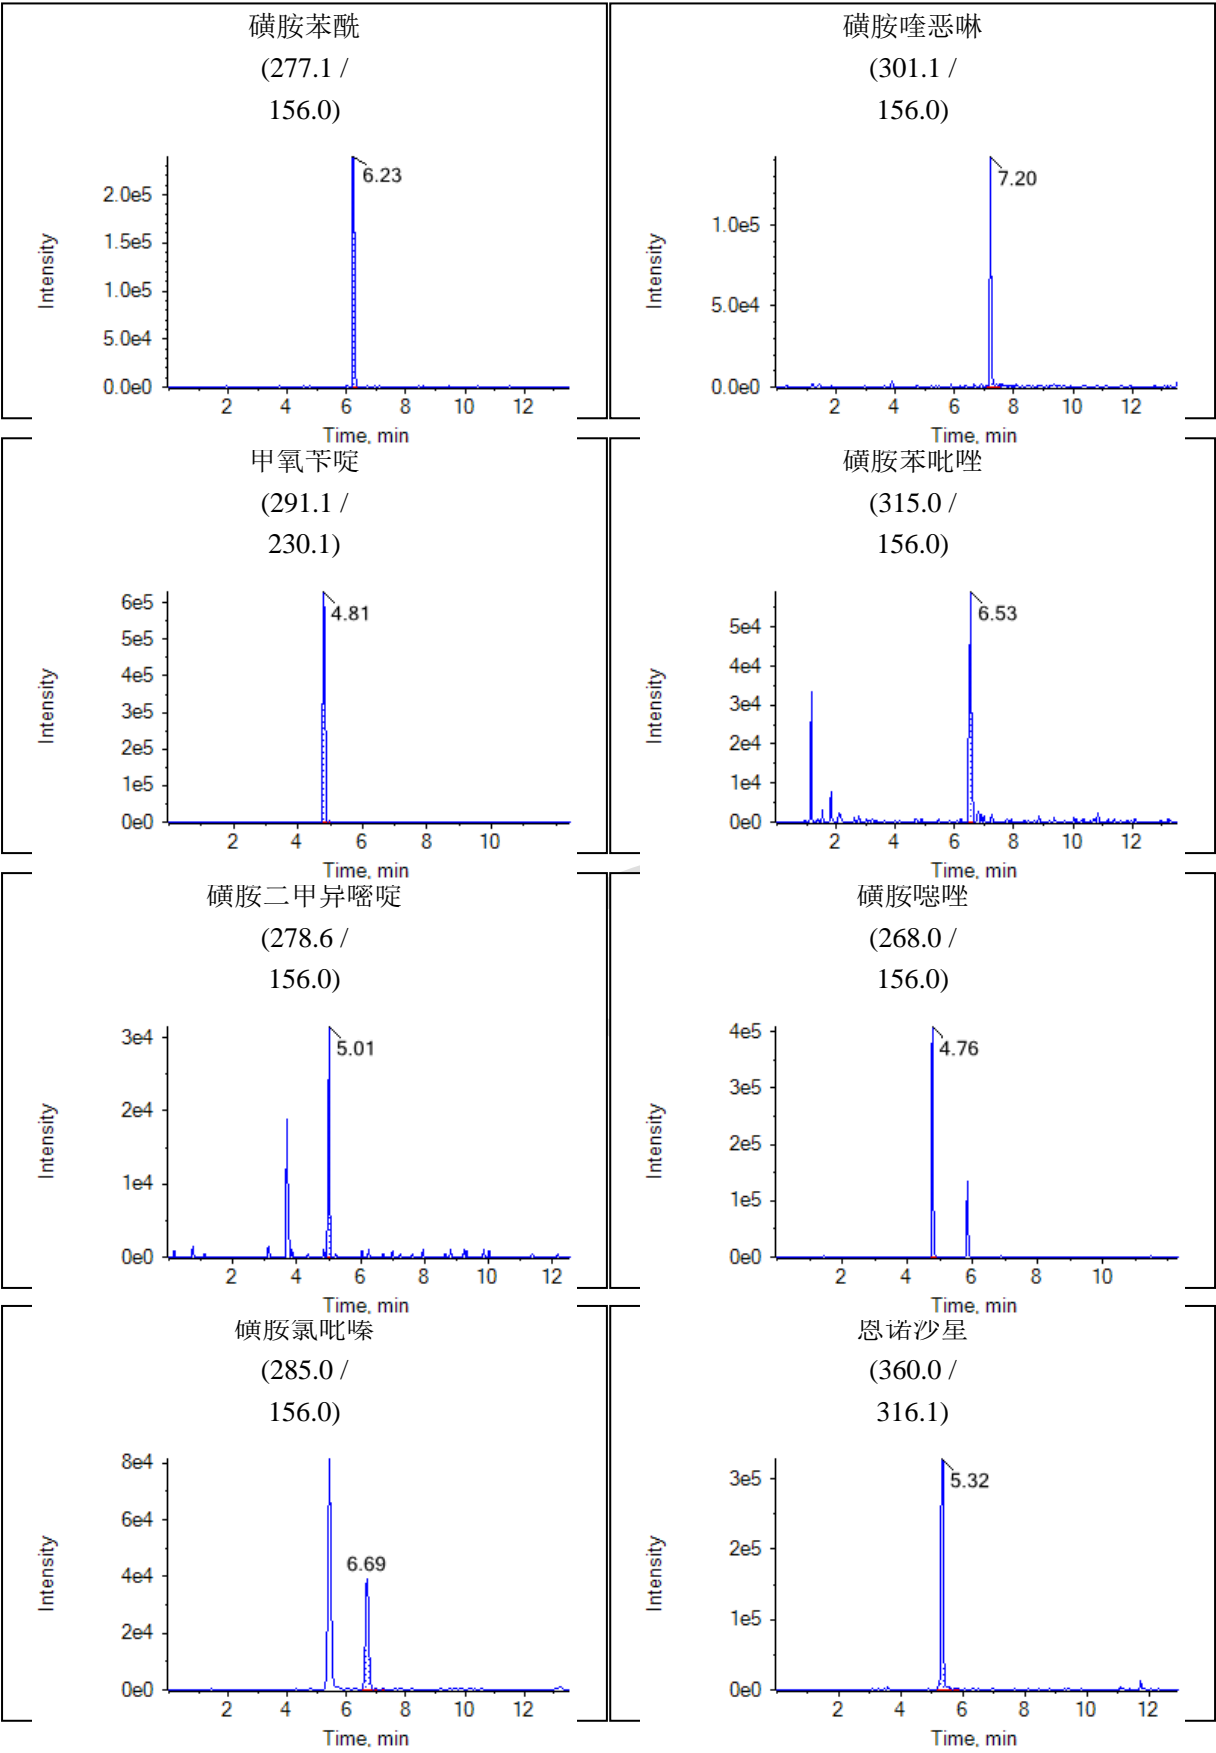 磺胺苯酰
(277.1 /
156.0)
Intensity
2.0e5
1.5e5
1.0e5
5.0e4
0.0e0
6.23
2 4 6 8 10 12
Time, min
磺胺喹恶啉
(301.1 /
156.0)
Intensity
1.0e5
5.0e4
0.0e0
7.20
2 4 6 8 10 12
Time, min
甲氧苄啶
(291.1 /
230.1)
Intensity
6e5
5e5
4e5
3e5
2e5
1e5
0e0
4.81
2 4 6 8 10
Time, min
磺胺苯吡唑
(315.0 /
156.0)
Intensity
5e4
4e4
3e4
2e4
1e4
0e0
6.53
2 4 6 8 10 12
Time, min
磺胺二甲异嘧啶
(278.6 /
156.0)
Intensity
3e4
2e4
1e4
0e0
5.01
2 4 6 8 10 12
Time, min
磺胺噁唑
(268.0 /
156.0)
Intensity
4e5
3e5
2e5
1e5
0e0
4.76
2 4 6 8 10
Time, min
磺胺氯吡嗪
(285.0 /
156.0)
Intensity
8e4
6e4
4e4
2e4
0e0
6.69
2 4 6 8 10 12
Time, min
恩诺沙星
(360.0 /
316.1)
Intensity
3e5
2e5
1e5
0e0
5.32
2 4 6 8 10 12
Time, min